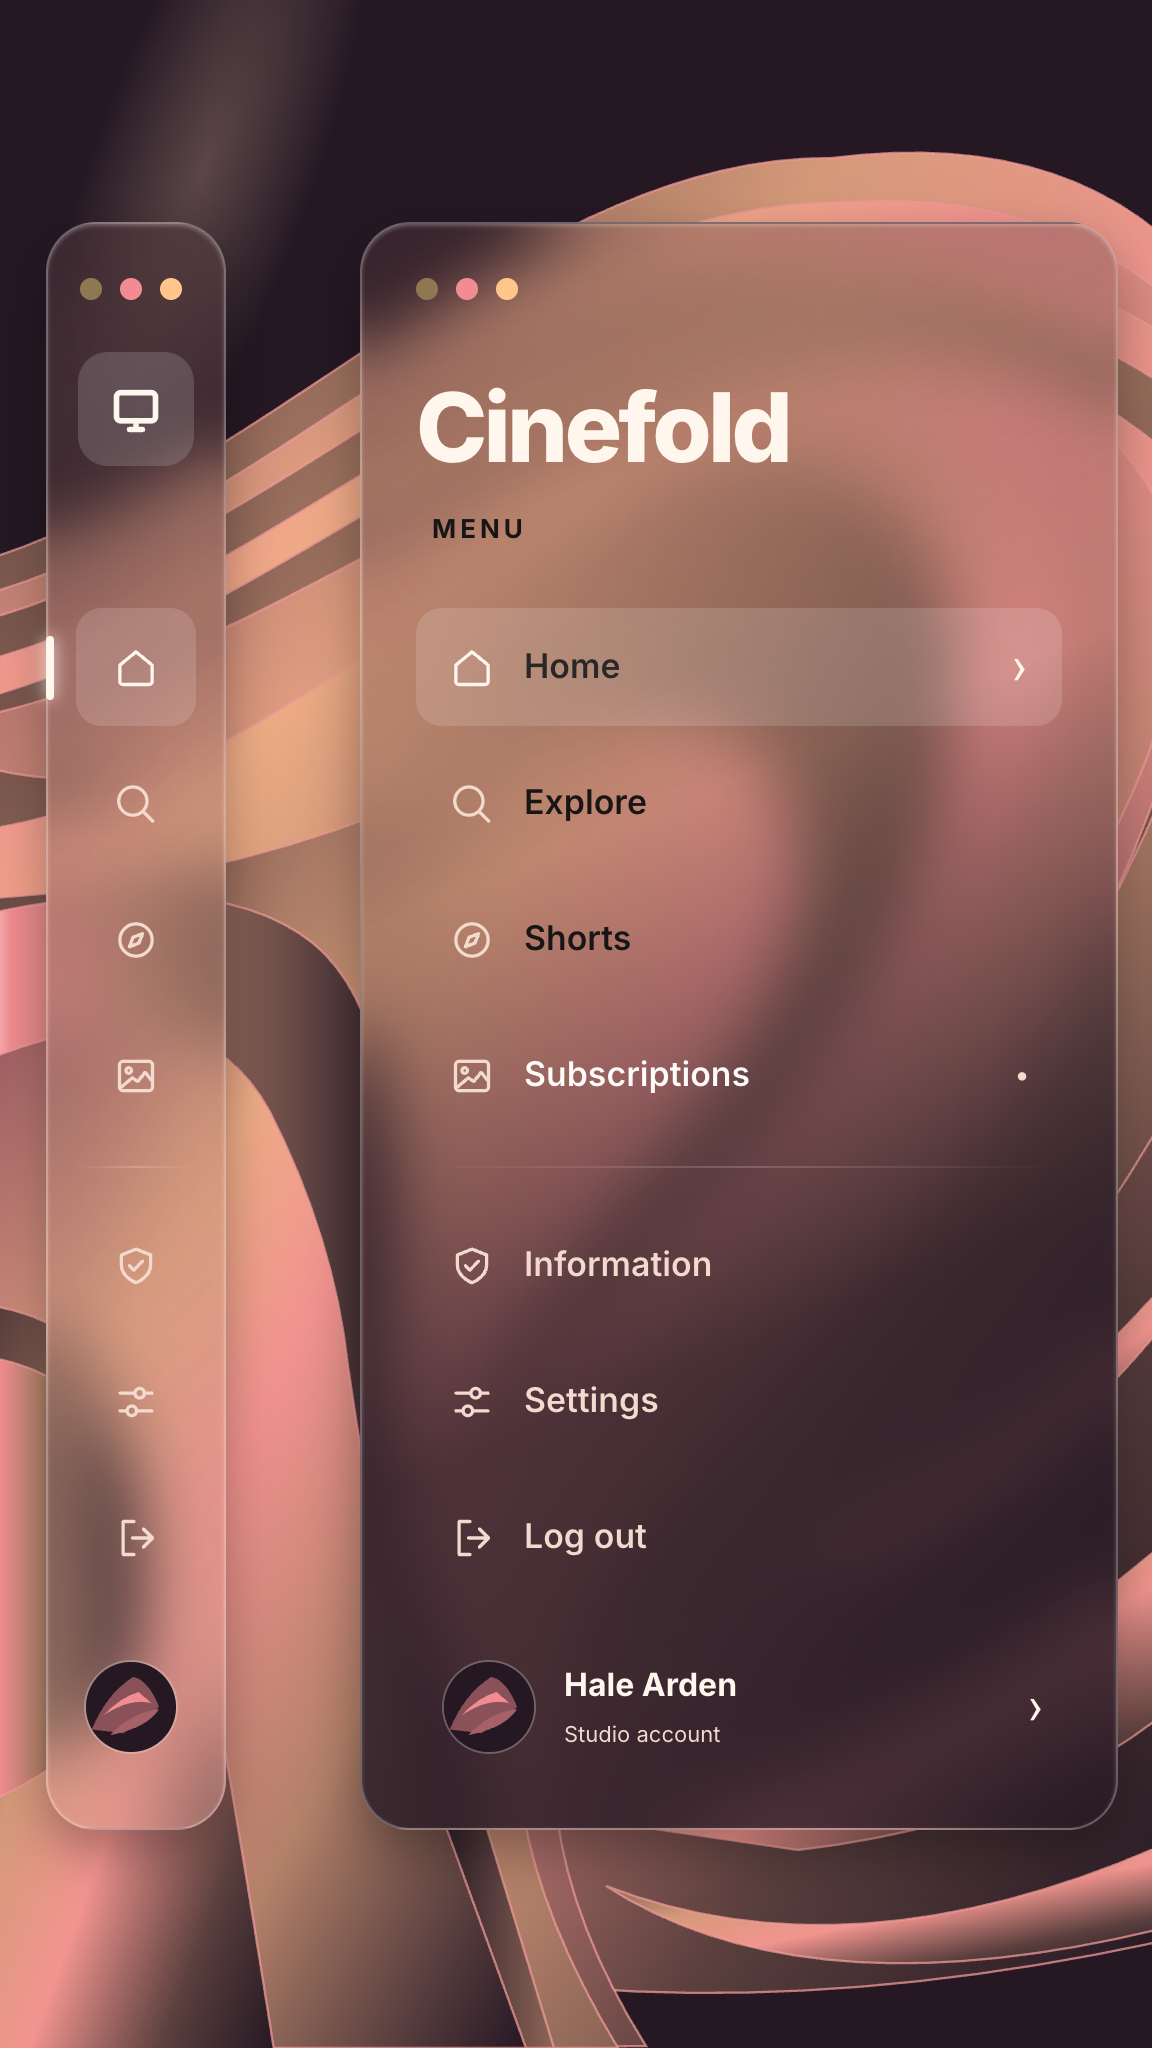 Cinefold
MENU
Home
Explore
Shorts
Subscriptions
Information
Settings
Log out
Hale Arden
Studio account